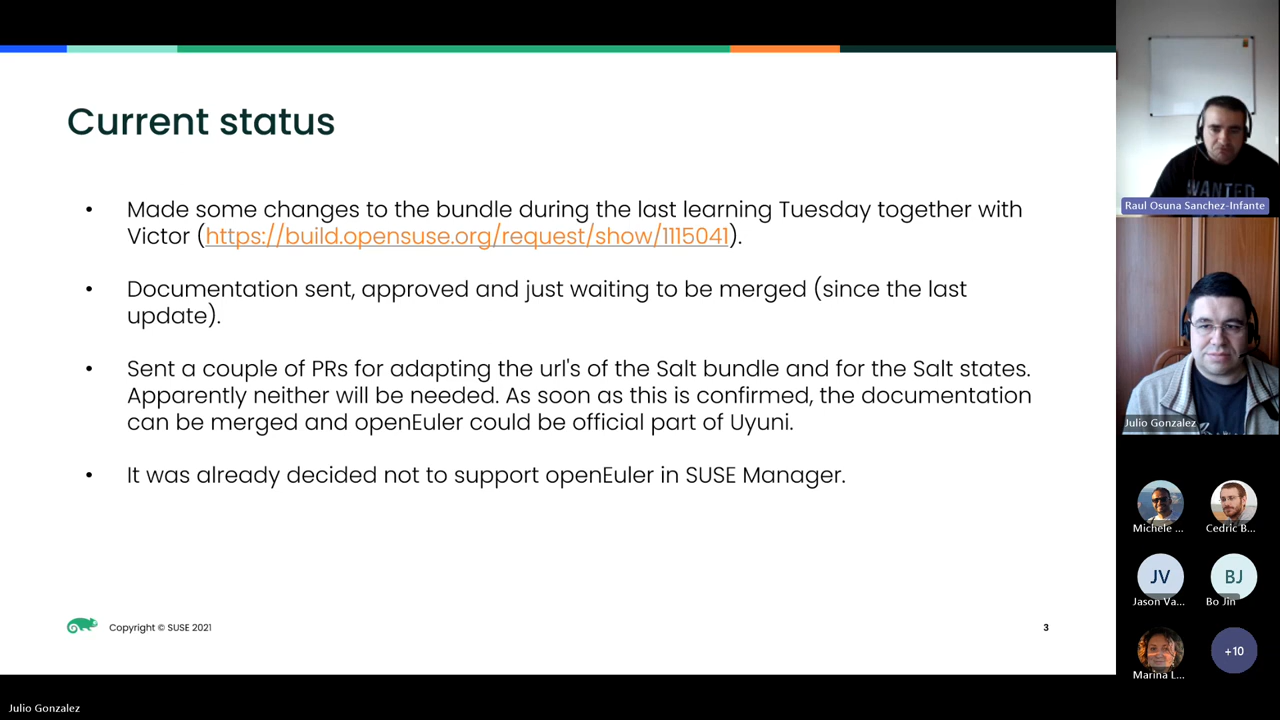 Current status
• Made some changes to the bundle during the last learning Tuesday together with
Victor (https://build.opensuse.org/request/show/1115041).
• Documentation sent, approved and just waiting to be merged (since the last
update).
• Sent a couple of PRs for adapting the url's of the Salt bundle and for the Salt states.
Apparently neither will be needed. As soon as this is confirmed, the documentation
can be merged and openEuler could be official part of Uyuni.
• It was already decided not to support openEuler in SUSE Manager.
Copyright © SUSE 2021
3
WANTED
Raul Osuna Sanchez-Infante
Julio Gonzalez
Michele ...
Cedric B...
JV
BJ
Jason Va...
Bo Jin
Marina L...
+10
Julio Gonzalez